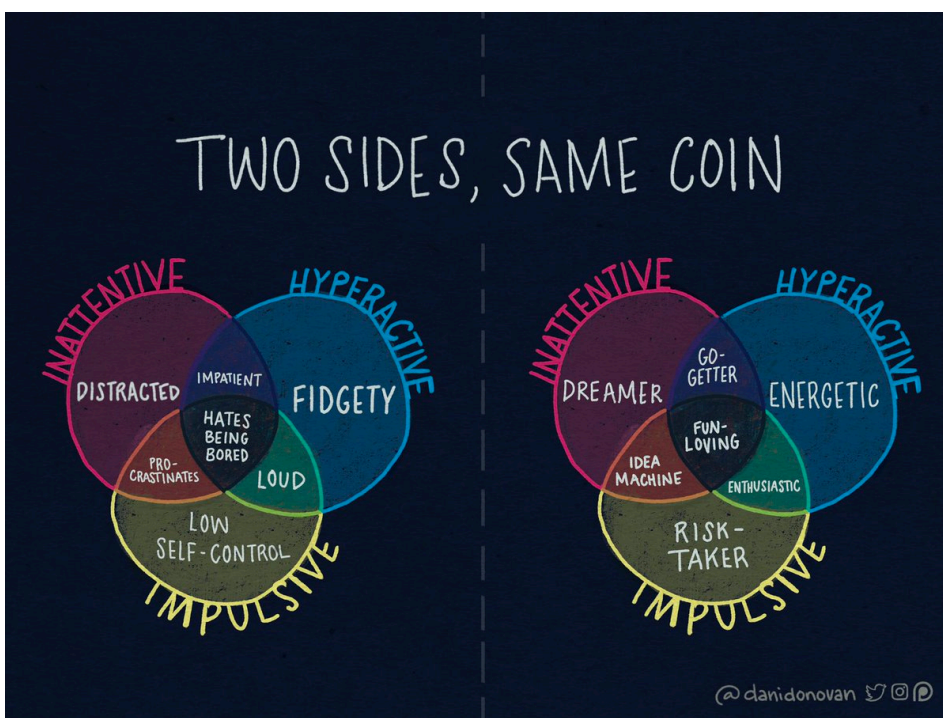 TWO SIDES, SAME COIN
INATTENTIVE
HYPERACTIVE
DISTRACTED
IMPATIENT
FIDGETY
HATES
BEING
BORED
PRO-
CRASTINATES
LOUD
LOW
SELF-CONTROL
IMPULSIVE
INATTENTIVE
HYPERACTIVE
DREAMER
GO-
GETTER
ENERGETIC
FUN-
LOVING
IDEA
MACHINE
ENTHUSIASTIC
RISK-
TAKER
IMPULSIVE
@danidonovan